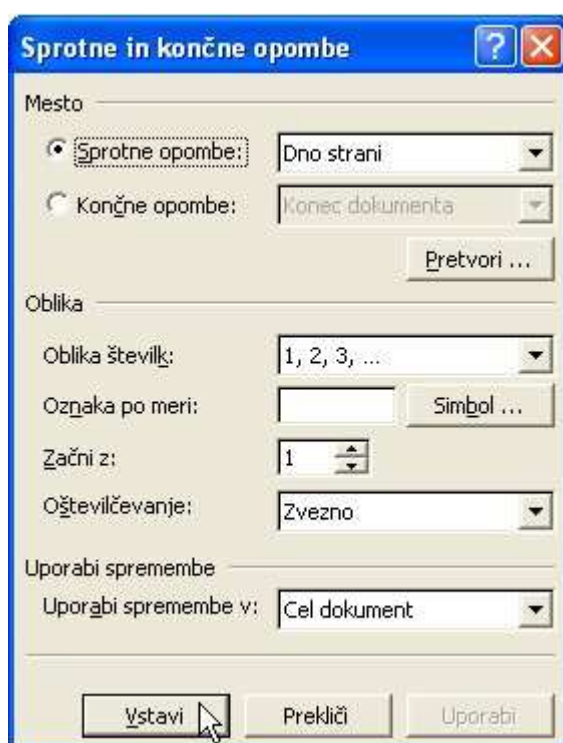 Sprotne in končne opombe
Mesto
Sprotne opombe: Dno strani
Končne opombe: Konec dokumenta
Pretvori ...
Oblika
Oblika številk: 1, 2, 3, ...
Oznaka po meri: Simbol ...
Začni z: 1
Oštevilčevanje: Zvezno
Uporabi spremembe
Uporabi spremembe v: Cel dokument
Vstavi Prekliči Uporabi